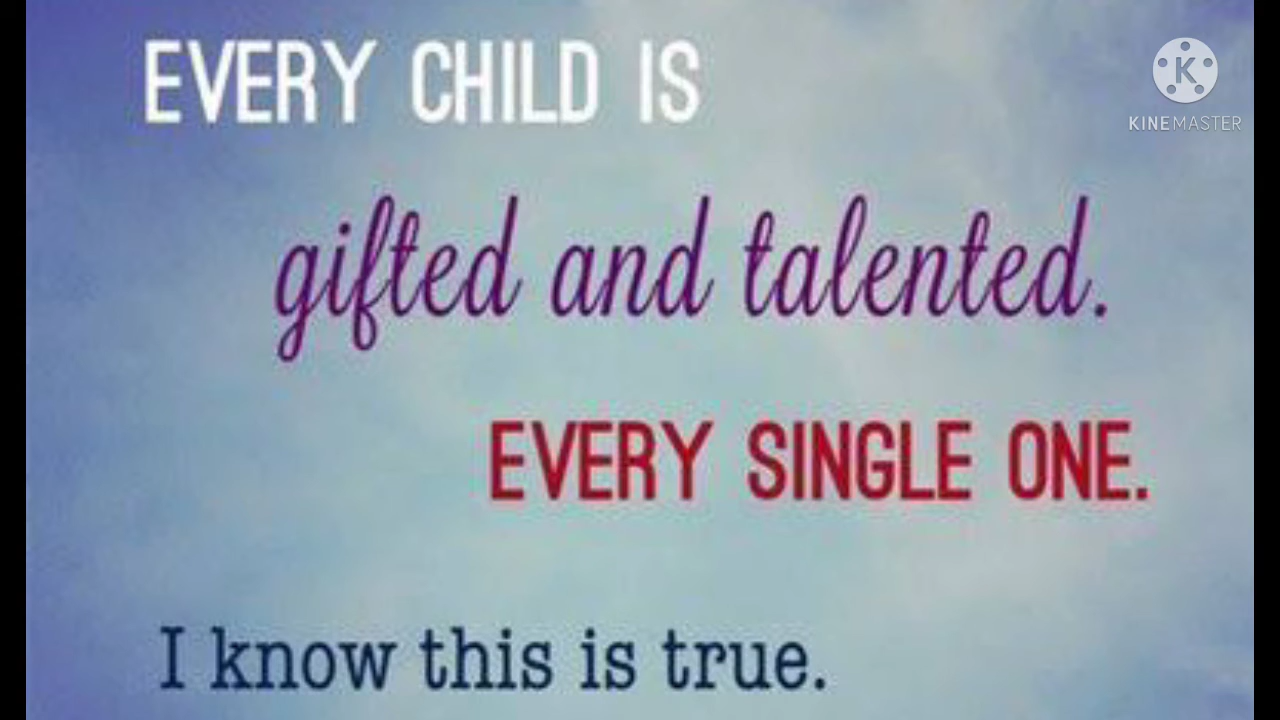 EVERY CHILD IS
gifted and talented.
EVERY SINGLE ONE.
I know this is true.
K
KINEMASTER